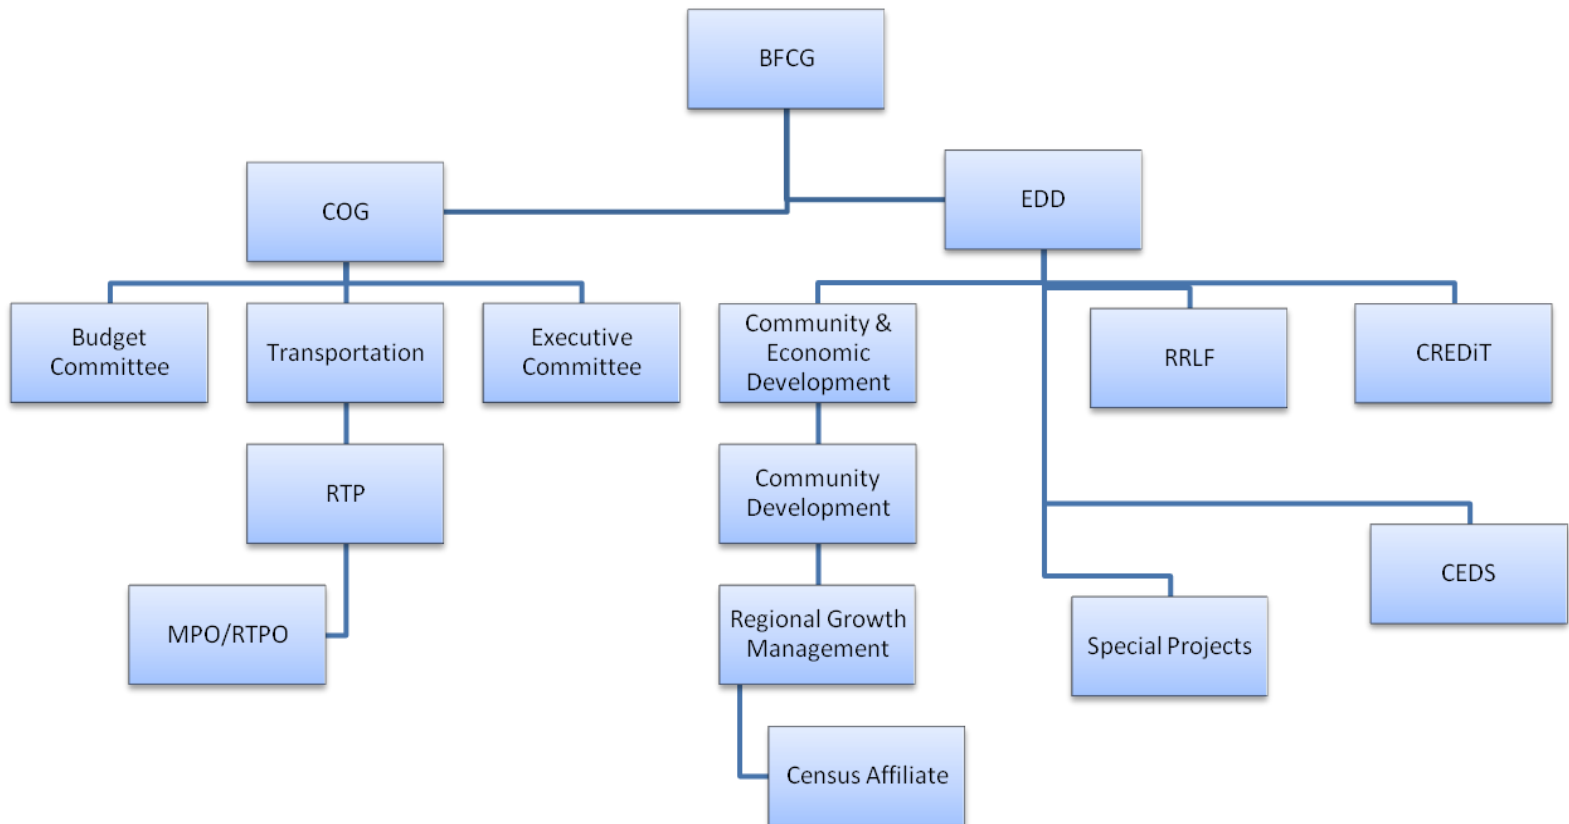 BFCG
COG
EDD
Budget
Committee
Transportation
Executive
Committee
Community &
Economic
Development
RRLF
CREDiT
RTP
Community
Development
CEDS
MPO/RTPO
Regional Growth
Management
Special Projects
Census Affiliate